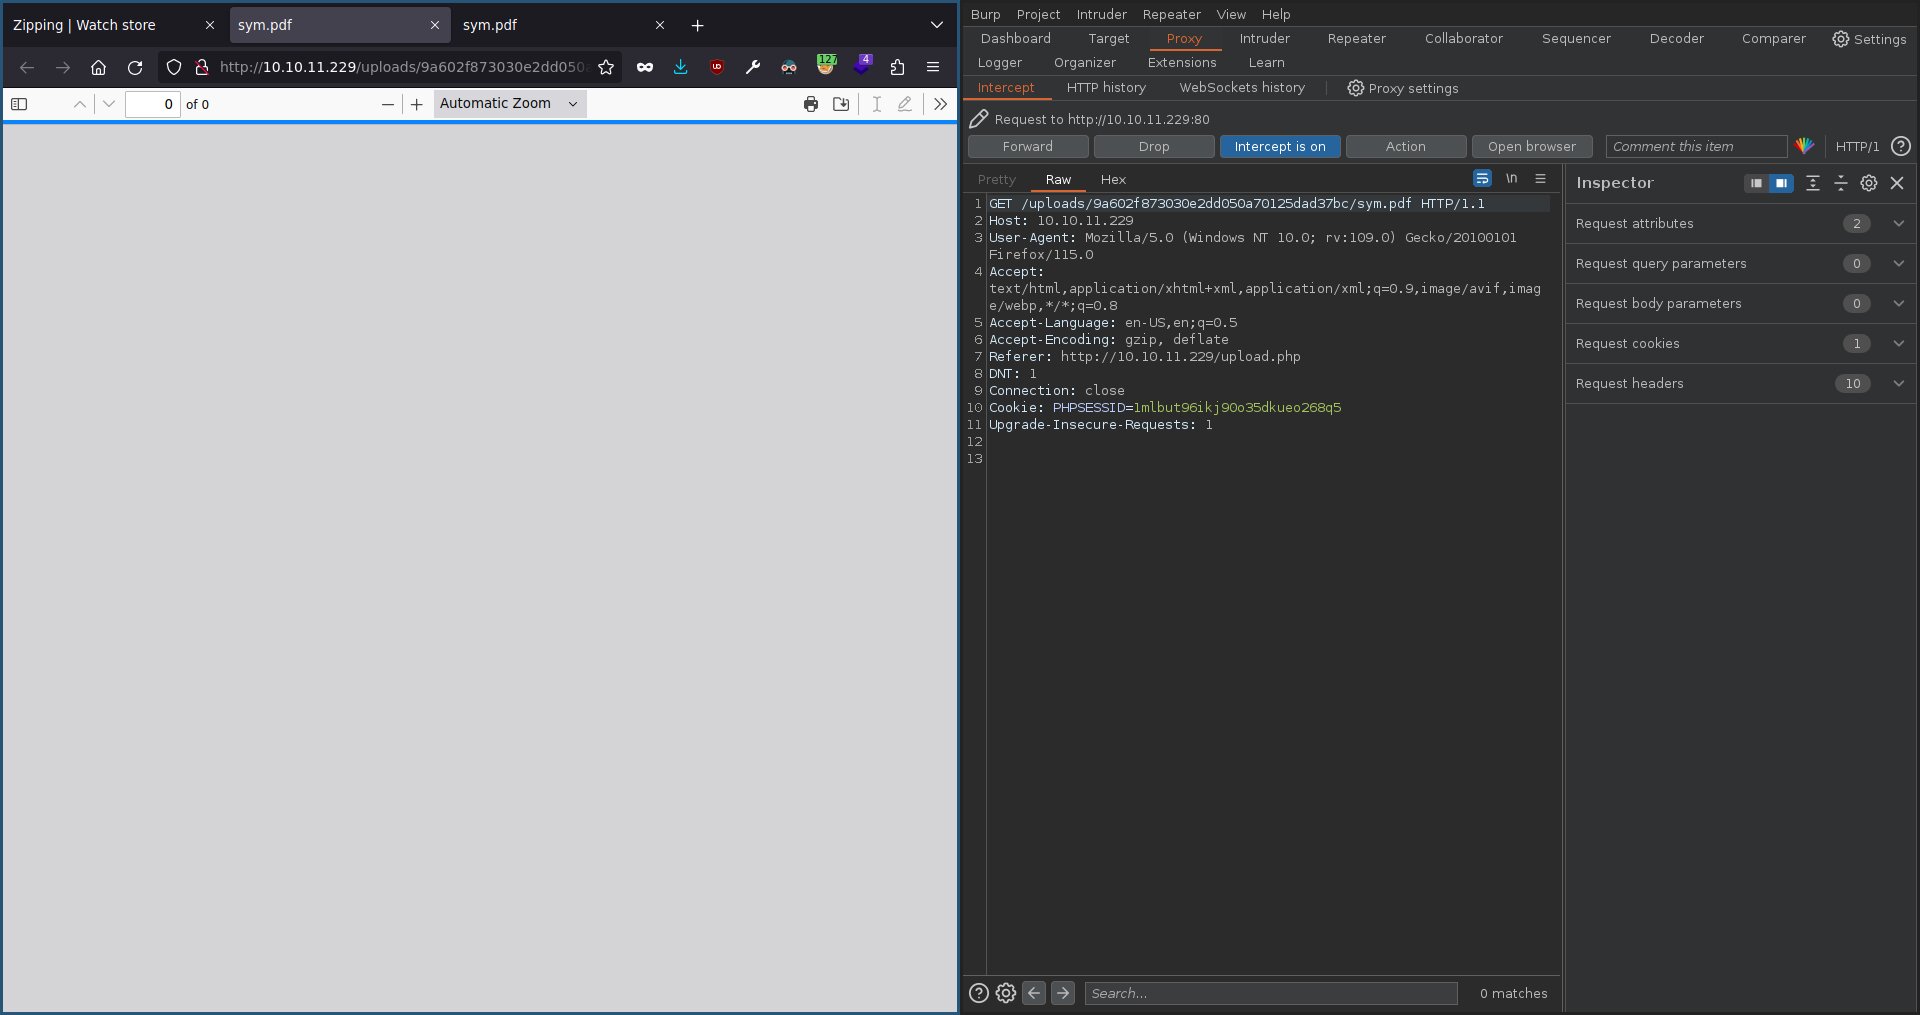 Zipping | Watch store
sym.pdf
sym.pdf
http://10.10.11.229/uploads/9a602f873030e2dd050
127
4
0 of 0
Automatic Zoom
Burp Project Intruder Repeater View Help
Dashboard Target Proxy Intruder Repeater Collaborator Sequencer Decoder Comparer Settings
Logger Organizer Extensions Learn
Intercept HTTP history WebSockets history Proxy settings
Request to http://10.10.11.229:80
Forward Drop Intercept is on Action Open browser Comment this item HTTP/1 ?
Pretty Raw Hex \n
1 GET /uploads/9a602f873030e2dd050a70125dad37bc/sym.pdf HTTP/1.1
2 Host: 10.10.11.229
3 User-Agent: Mozilla/5.0 (Windows NT 10.0; rv:109.0) Gecko/20100101
Firefox/115.0
4 Accept:
text/html,application/xhtml+xml,application/xml;q=0.9,image/avif,imag
e/webp,*/*;q=0.8
5 Accept-Language: en-US,en;q=0.5
6 Accept-Encoding: gzip, deflate
7 Referer: http://10.10.11.229/upload.php
8 DNT: 1
9 Connection: close
10 Cookie: PHPSESSID=1mlbut96ikj90o35dkueo268q5
11 Upgrade-Insecure-Requests: 1
12
13
Inspector
Request attributes 2
Request query parameters 0
Request body parameters 0
Request cookies 1
Request headers 10
? Search... 0 matches